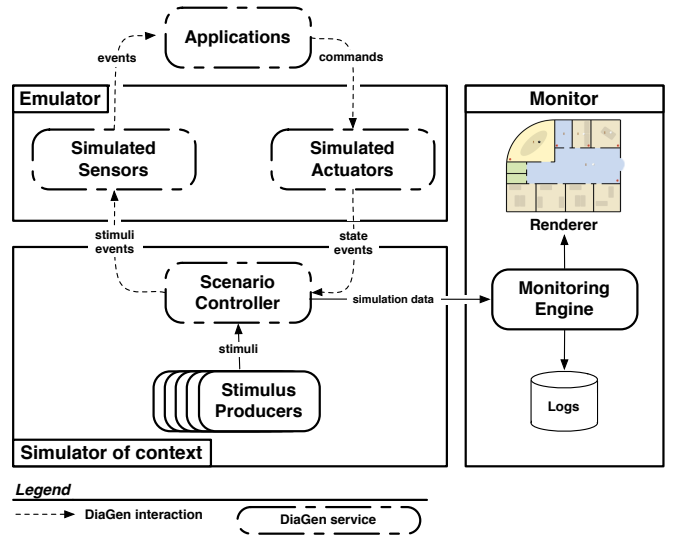 Applications
events
commands
Emulator
Monitor
Simulated
Sensors
Simulated
Actuators
Renderer
stimuli
events
state
events
Scenario
Controller
simulation data
Monitoring
Engine
stimuli
Stimulus
Producers
Logs
Simulator of context
Legend
DiaGen interaction
DiaGen service